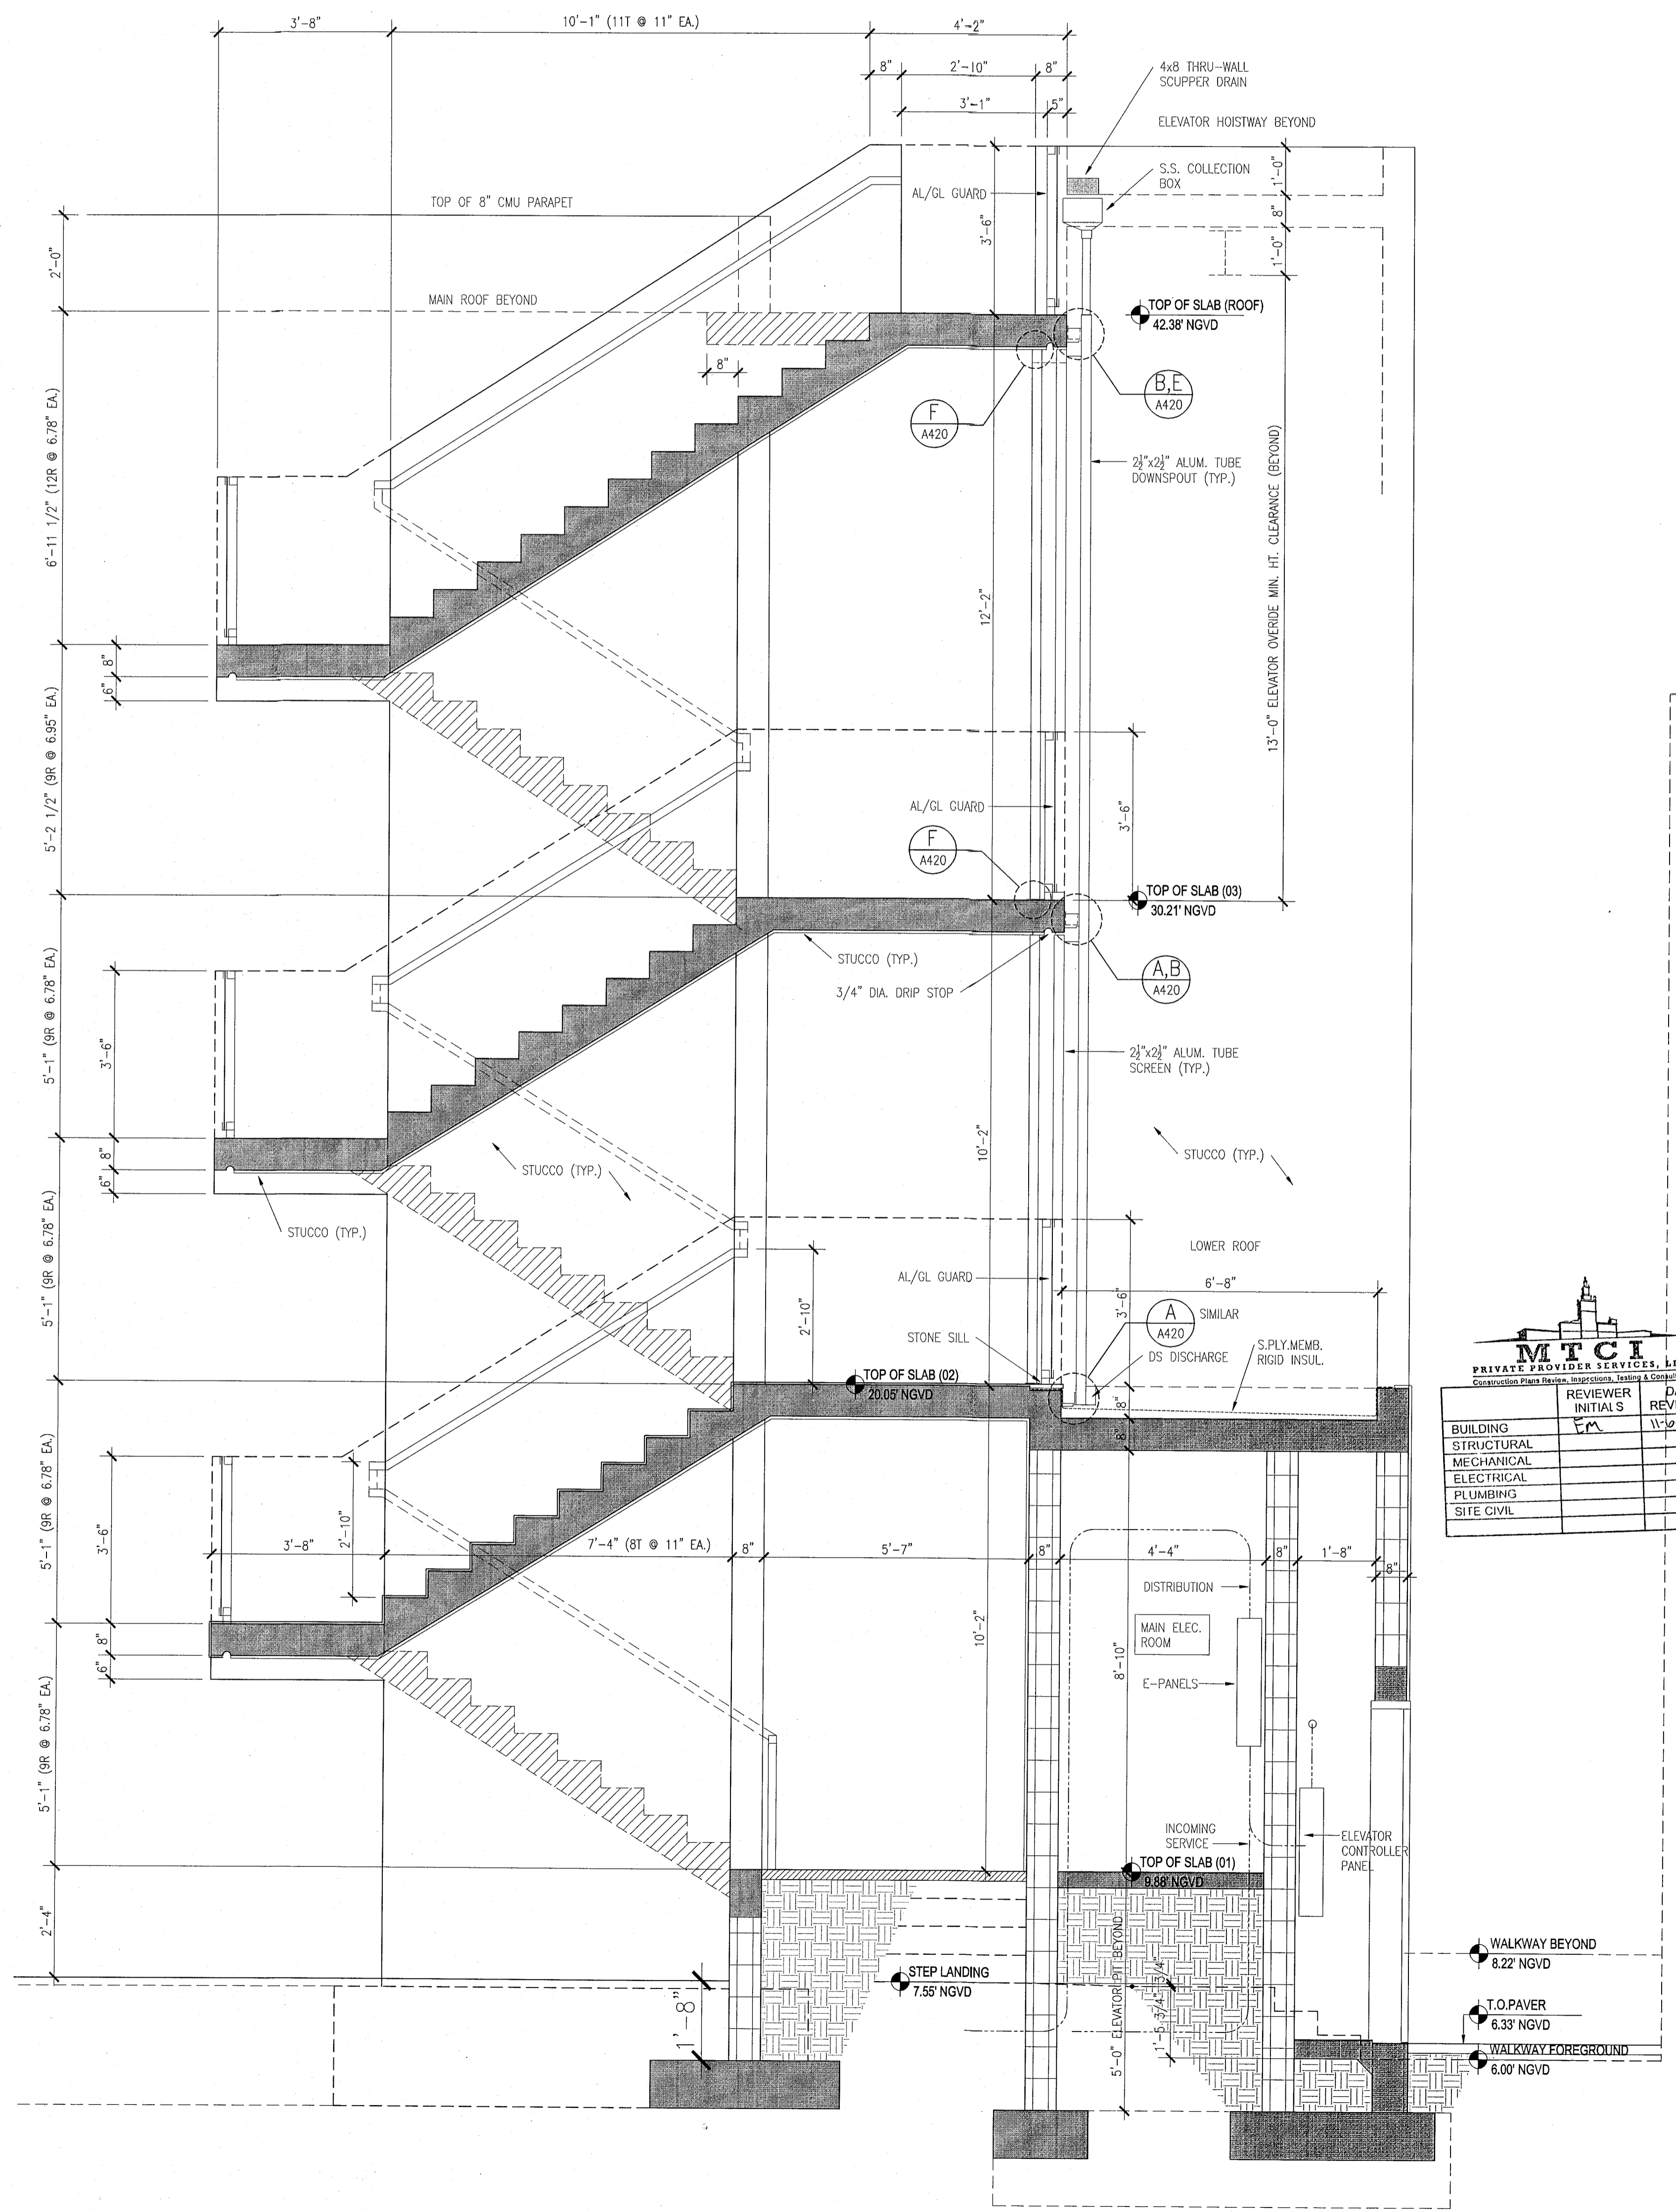 3'-8"
10'-1" (11T @ 11" EA.)
4'-2"
8"
2'-10"
8"
3'-1"
5"
4x8 THRU-WALL
SCUPPER DRAIN
ELEVATOR HOISTWAY BEYOND
S.S. COLLECTION
BOX
1'-0"
8"
1'-0"
AL/GL GUARD
3'-6"
TOP OF 8" CMU PARAPET
2'-0"
MAIN ROOF BEYOND
TOP OF SLAB (ROOF)
42.38' NGVD
8"
B,E
A420
F
A420
6'-11 1/2" (12R @ 6.78" EA.)
2½"x2½" ALUM. TUBE
DOWNSPOUT (TYP.)
13'-0" ELEVATOR OVERIDE MIN. HT. CLEARANCE (BEYOND)
12'-2"
8"
6"
5'-2 1/2" (9R @ 6.95" EA.)
AL/GL GUARD
3'-6"
F
A420
TOP OF SLAB (03)
30.21' NGVD
STUCCO (TYP.)
3/4" DIA. DRIP STOP
A,B
A420
5'-1" (9R @ 6.78" EA.)
3'-6"
2½"x2½" ALUM. TUBE
SCREEN (TYP.)
10'-2"
8"
6"
STUCCO (TYP.)
STUCCO (TYP.)
STUCCO (TYP.)
5'-1" (9R @ 6.78" EA.)
LOWER ROOF
6'-8"
AL/GL GUARD
3'-6"
2'-10"
A
A420
SIMILAR
STONE SILL
DS DISCHARGE
S.PLY.MEMB.
RIGID INSUL.
TOP OF SLAB (02)
20.05' NGVD
8"
8"
MTCI
PRIVATE PROVIDER SERVICES, L
Construction Plans Review, Inspections, Testing & Consul
REVIEWER
INITIALS
D
REV
BUILDING
EM
11-6
STRUCTURAL
MECHANICAL
ELECTRICAL
PLUMBING
SITE CIVIL
5'-1" (9R @ 6.78" EA.)
3'-6"
2'-10"
3'-8"
7'-4" (8T @ 11" EA.)
8"
5'-7"
8"
4'-4"
8"
1'-8"
8"
DISTRIBUTION
MAIN ELEC.
ROOM
E-PANELS
8'-10"
10'-2"
8"
6"
5'-1" (9R @ 6.78" EA.)
INCOMING
SERVICE
ELEVATOR
CONTROLLER
PANEL
TOP OF SLAB (01)
9.88' NGVD
2'-4"
STEP LANDING
7.55' NGVD
1'-8"
5'-0" ELEVATOR PIT BEYOND
1'-5 3/4"
WALKWAY BEYOND
8.22' NGVD
T.O.PAVER
6.33' NGVD
WALKWAY FOREGROUND
6.00' NGVD